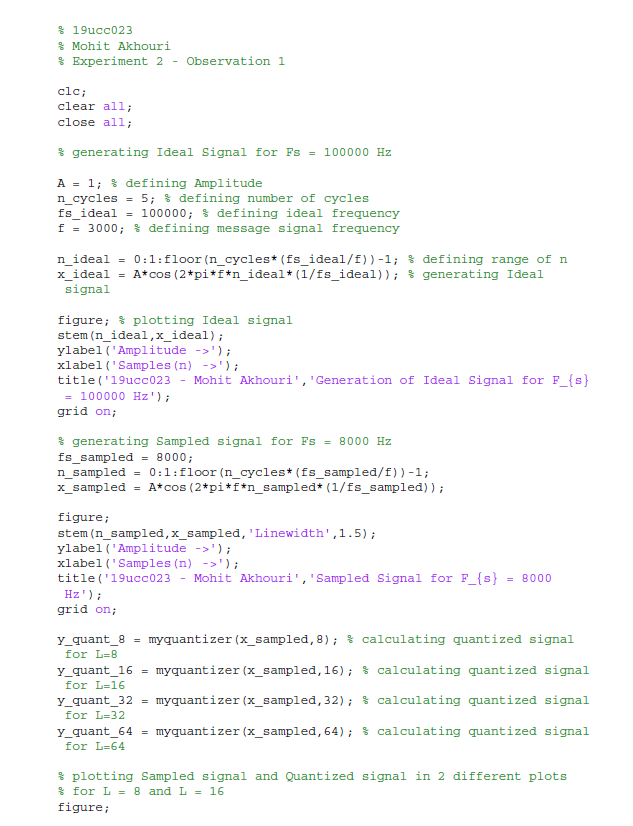 % 19ucc023
% Mohit Akhouri
% Experiment 2 - Observation 1
clc;
clear all;
close all;
% generating Ideal Signal for Fs = 100000 Hz
A = 1; % defining Amplitude
n_cycles = 5; % defining number of cycles
fs_ideal = 100000; % defining ideal frequency
f = 3000; % defining message signal frequency
n_ideal = 0:1:floor(n_cycles*(fs_ideal/f))-1; % defining range of n
x_ideal = A*cos(2*pi*f*n_ideal*(1/fs_ideal)); % generating Ideal
signal
figure; % plotting Ideal signal
stem(n_ideal,x_ideal);
ylabel('Amplitude ->');
xlabel('Samples(n) ->');
title('19ucc023 - Mohit Akhouri','Generation of Ideal Signal for F_{s}
= 100000 Hz');
grid on;
% generating Sampled signal for Fs = 8000 Hz
fs_sampled = 8000;
n_sampled = 0:1:floor(n_cycles*(fs_sampled/f))-1;
x_sampled = A*cos(2*pi*f*n_sampled*(1/fs_sampled));
figure;
stem(n_sampled,x_sampled,'Linewidth',1.5);
ylabel('Amplitude ->');
xlabel('Samples(n) ->');
title('19ucc023 - Mohit Akhouri','Sampled Signal for F_{s} = 8000
Hz');
grid on;
y_quant_8 = myquantizer(x_sampled,8); % calculating quantized signal
for L=8
y_quant_16 = myquantizer(x_sampled,16); % calculating quantized signal
for L=16
y_quant_32 = myquantizer(x_sampled,32); % calculating quantized signal
for L=32
y_quant_64 = myquantizer(x_sampled,64); % calculating quantized signal
for L=64
% plotting Sampled signal and Quantized signal in 2 different plots
% for L = 8 and L = 16
figure;